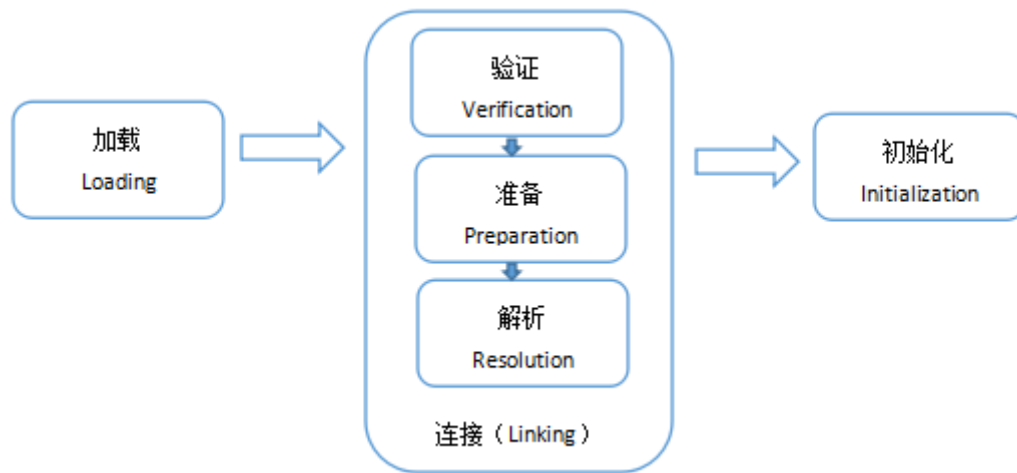 加载
Loading
验证
Verification
准备
Preparation
解析
Resolution
连接（Linking）
初始化
Initialization